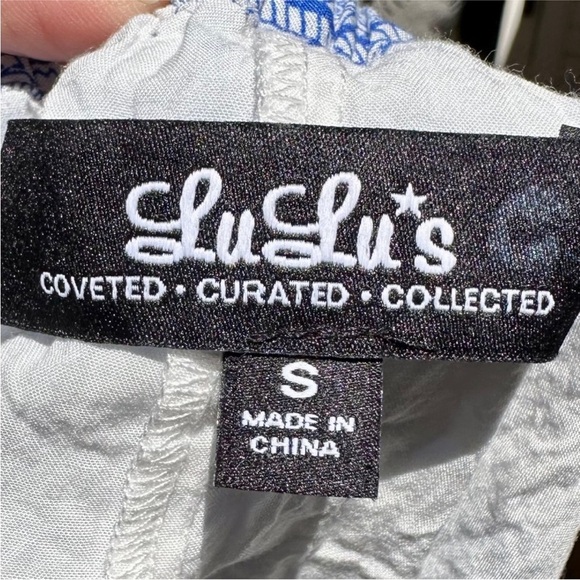 LuLu*s
COVETED • CURATED • COLLECTED
S
MADE IN
CHINA